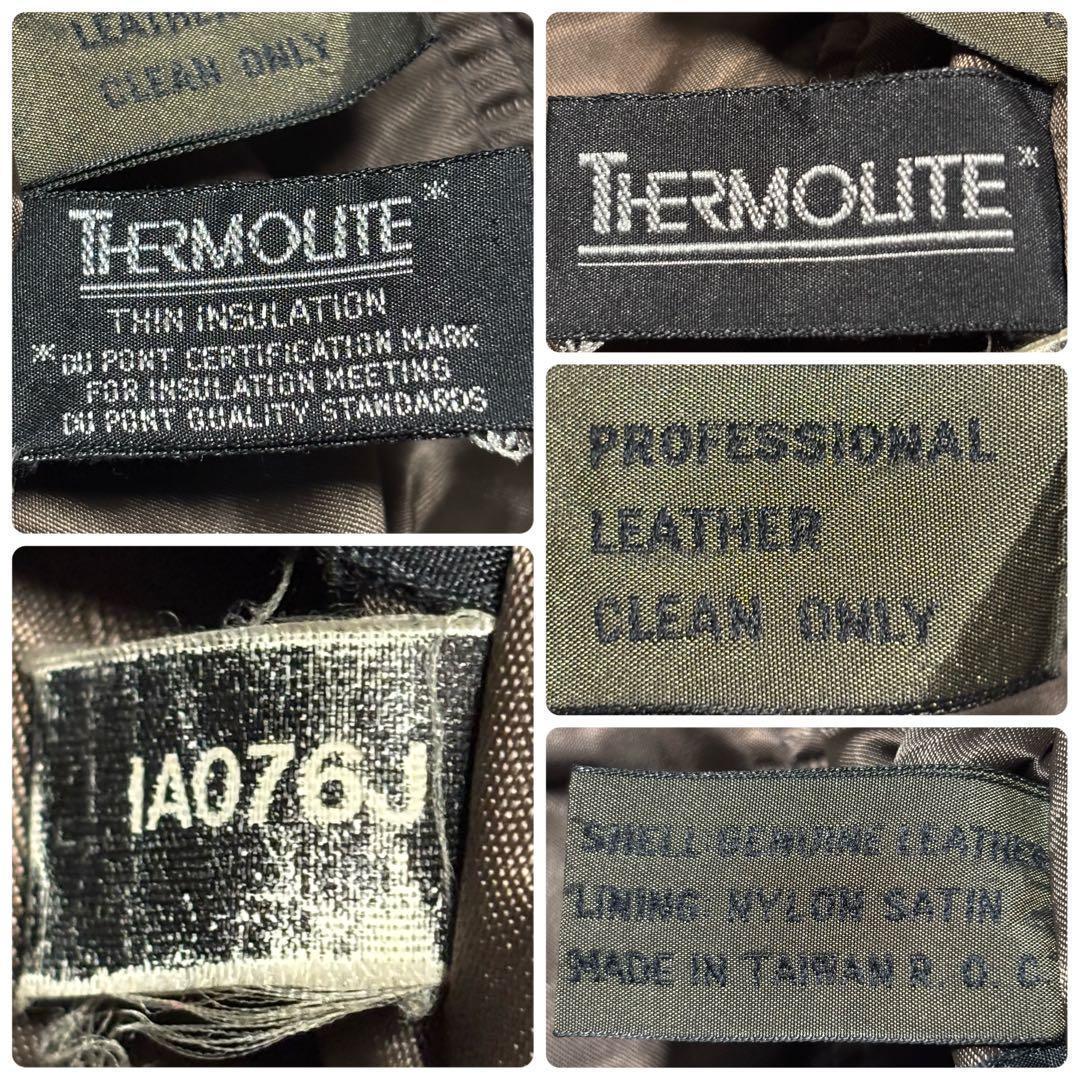 LEATHER
CLEAN ONLY
THERMOLITE*
THIN INSULATION
*DU PONT CERTIFICATION MARK
FOR INSULATION MEETING
DU PONT QUALITY STANDARDS
THERMOLITE*
PROFESSIONAL
LEATHER
CLEAN ONLY
IA076J
SHELL GENUINE LEATHER
LINING: NYLON SATIN
MADE IN TAIWAN R. O. C.